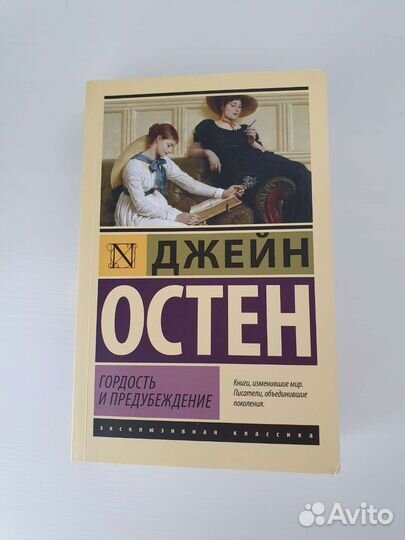 N
ДЖЕЙН
ОСТЕН
ГОРДОСТЬ
И ПРЕДУБЕЖДЕНИЕ
Книги, изменившие мир.
Писатели, объединившие
поколения.
эксклюзивная классика
Avito